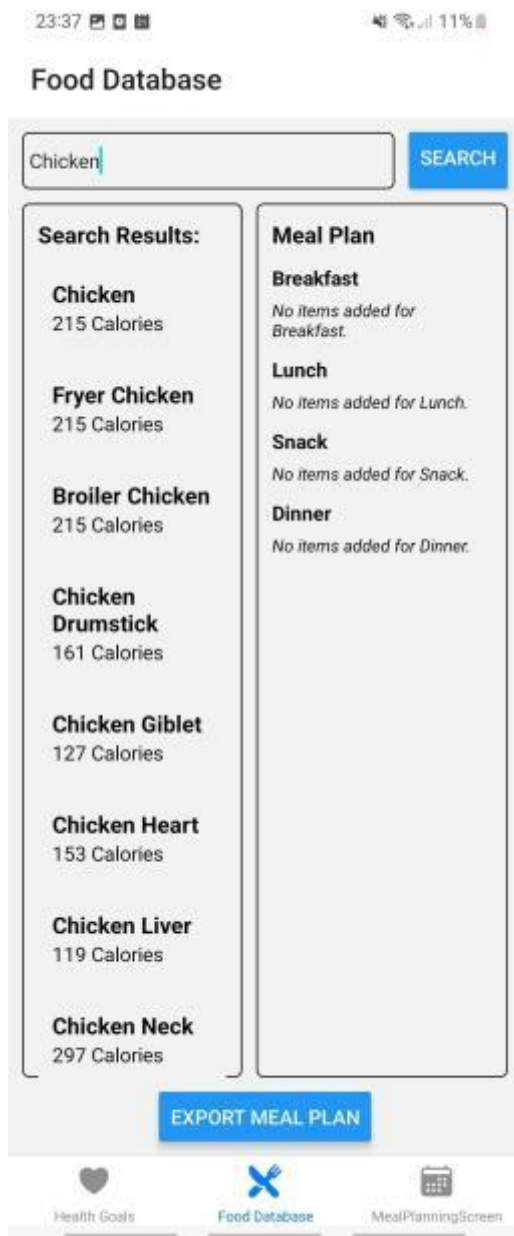 23:37
11%
Food Database
Chicken
SEARCH
Search Results:
Chicken
215 Calories
Fryer Chicken
215 Calories
Broiler Chicken
215 Calories
Chicken
Drumstick
161 Calories
Chicken Giblet
127 Calories
Chicken Heart
153 Calories
Chicken Liver
119 Calories
Chicken Neck
297 Calories
Meal Plan
Breakfast
No items added for
Breakfast.
Lunch
No items added for Lunch.
Snack
No items added for Snack.
Dinner
No items added for Dinner.
EXPORT MEAL PLAN
Health Goals
Food Database
MealPlanningScreen